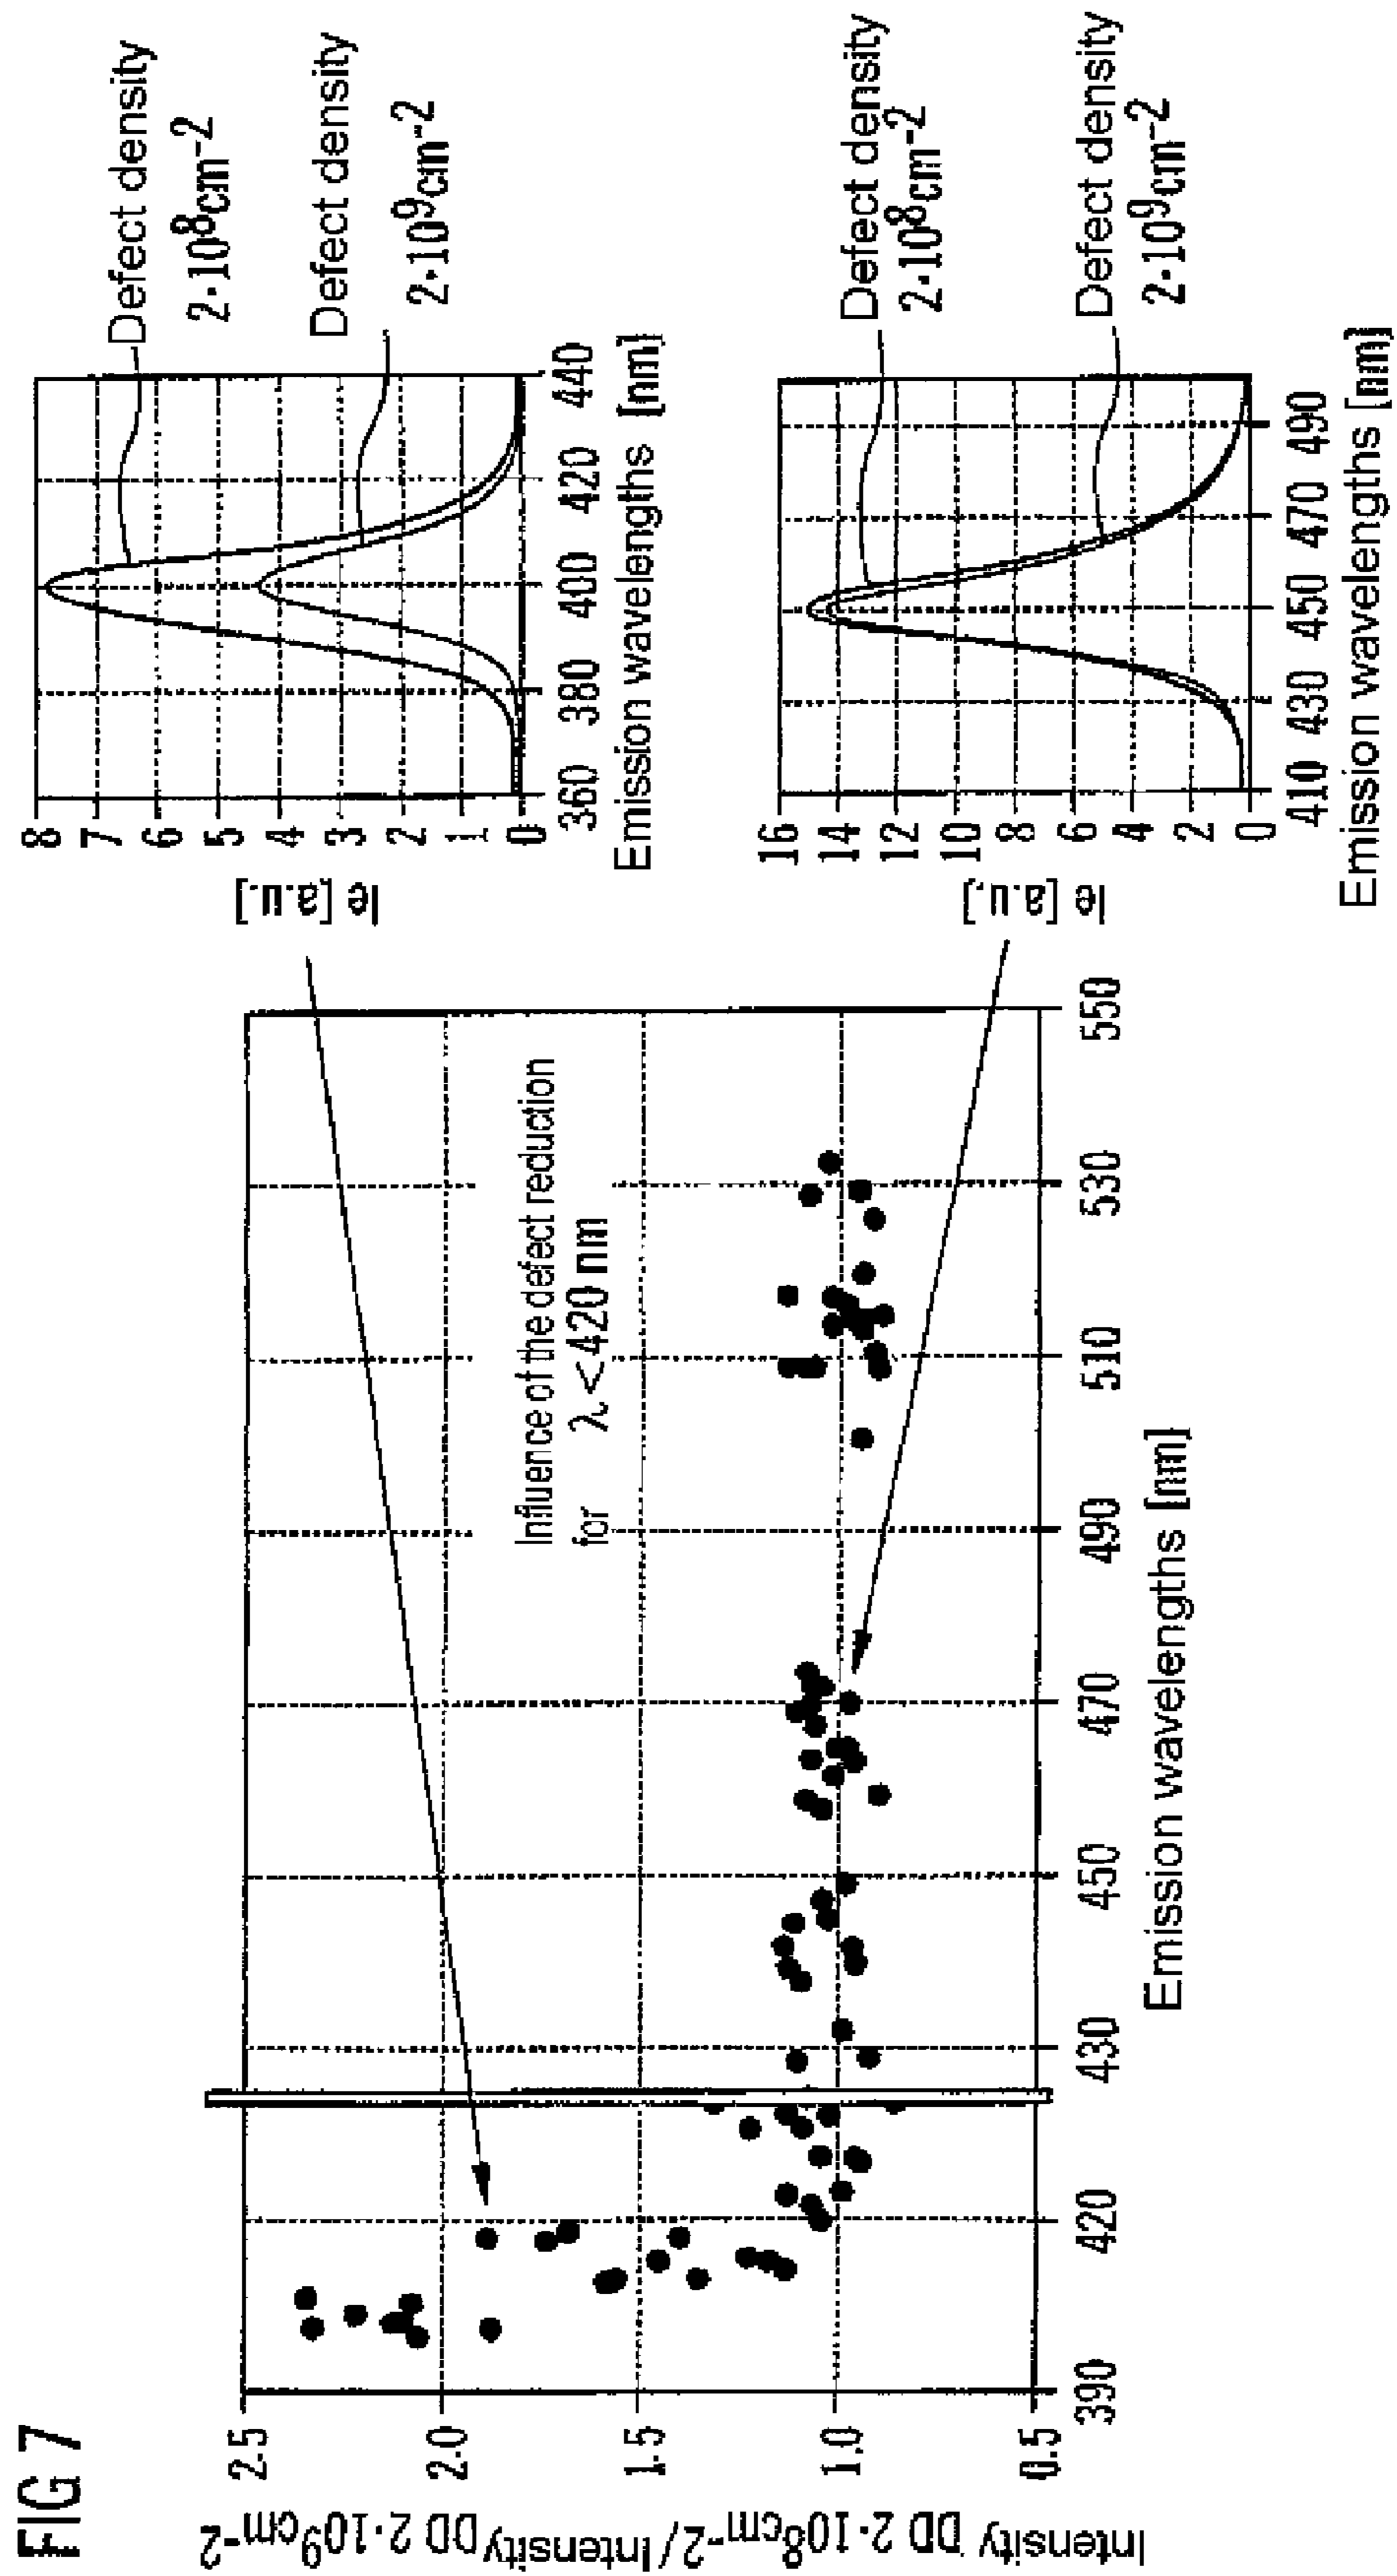 FIG 7
Intensity DD 2·10⁸cm⁻²/Intensity DD 2·10⁹cm⁻²
2.5
2.0
1.5
1.0
0.5
390
420
430
450
470
490
510
530
550
Emission wavelengths [nm]
Influence of the defect reduction
for λ<420 nm
Ie [a.u.]
8
7
6
5
4
3
2
1
0
360
380
400
420
440
Emission wavelengths [nm]
Defect density
2·10⁸cm⁻²
Defect density
2·10⁹cm⁻²
Ie [a.u.]
16
14
12
10
8
6
4
2
0
410
430
450
470
490
Emission wavelengths [nm]
Defect density
2·10⁸cm⁻²
Defect density
2·10⁹cm⁻²